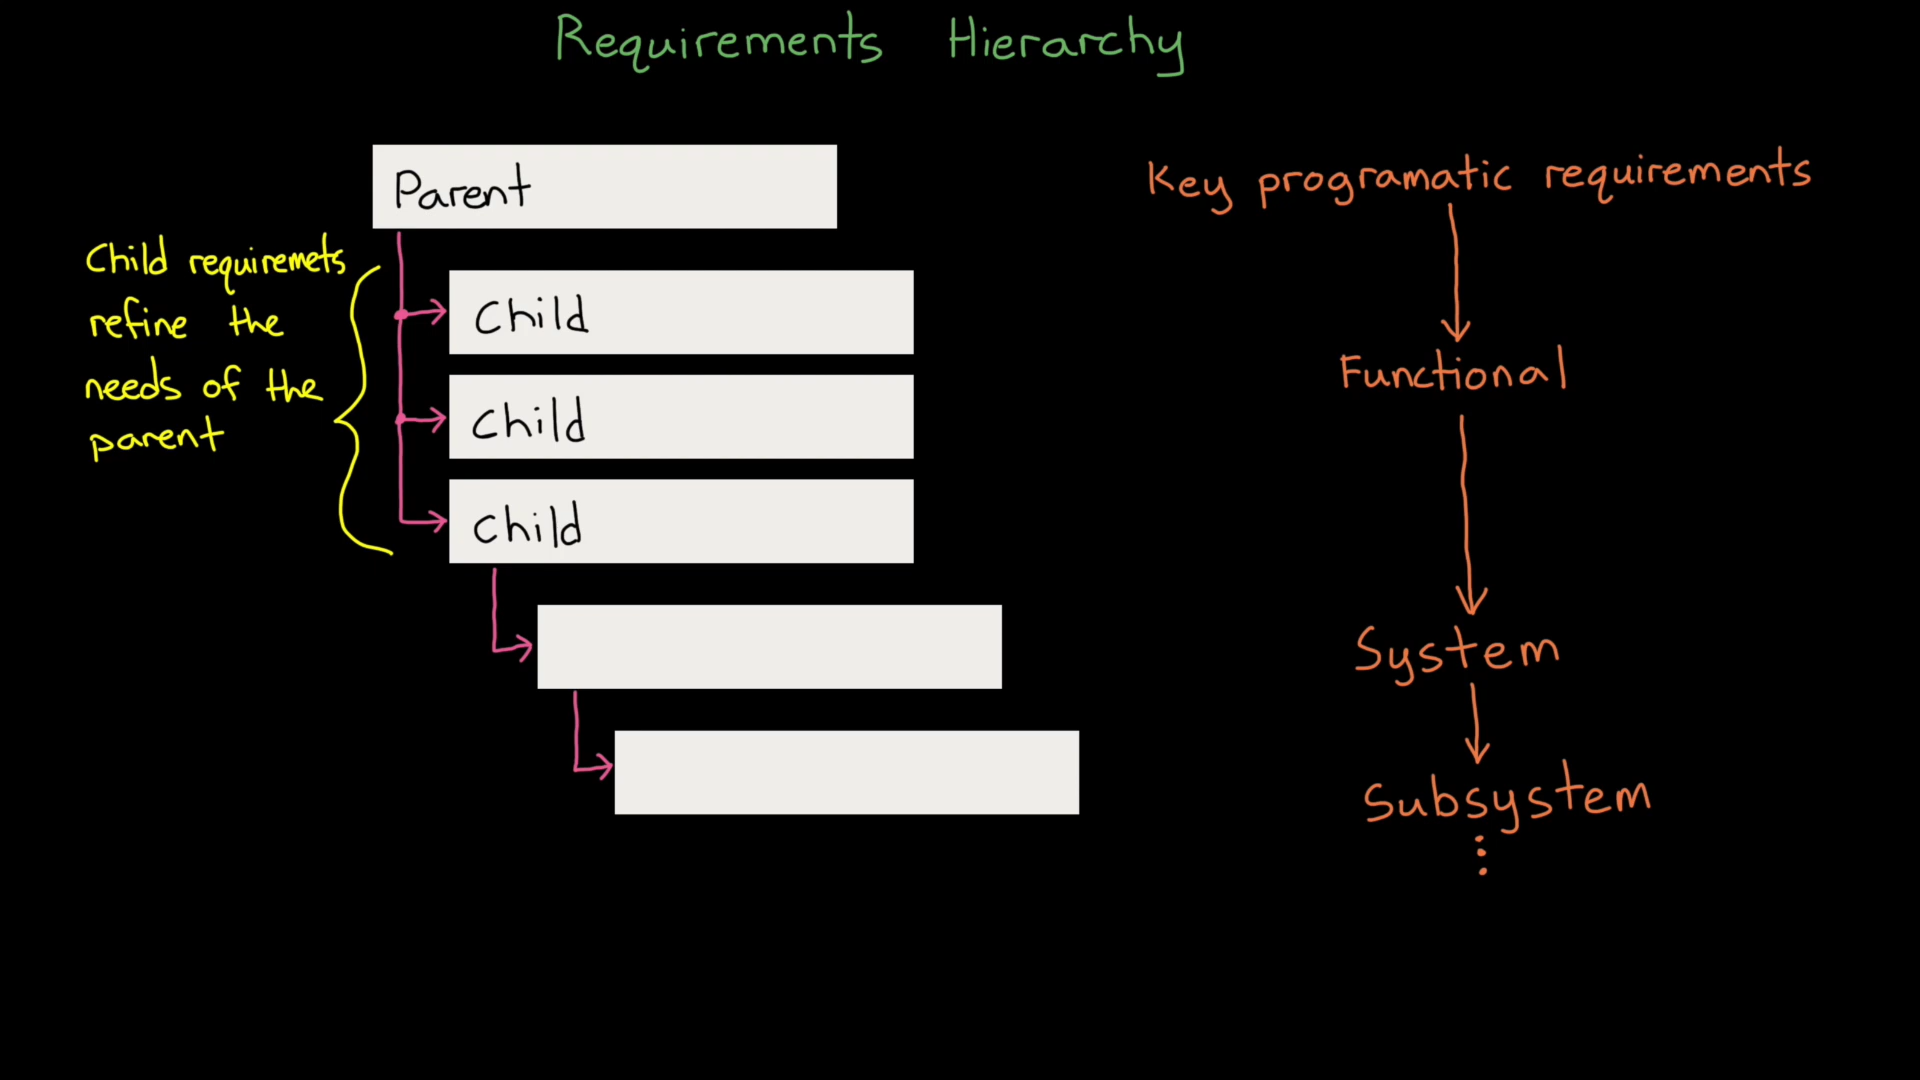 Requirements Hierarchy
Parent
Child requiremets
refine the
needs of the
parent
Child
Child
Child
Key programatic requirements
Functional
System
Subsystem
⋮